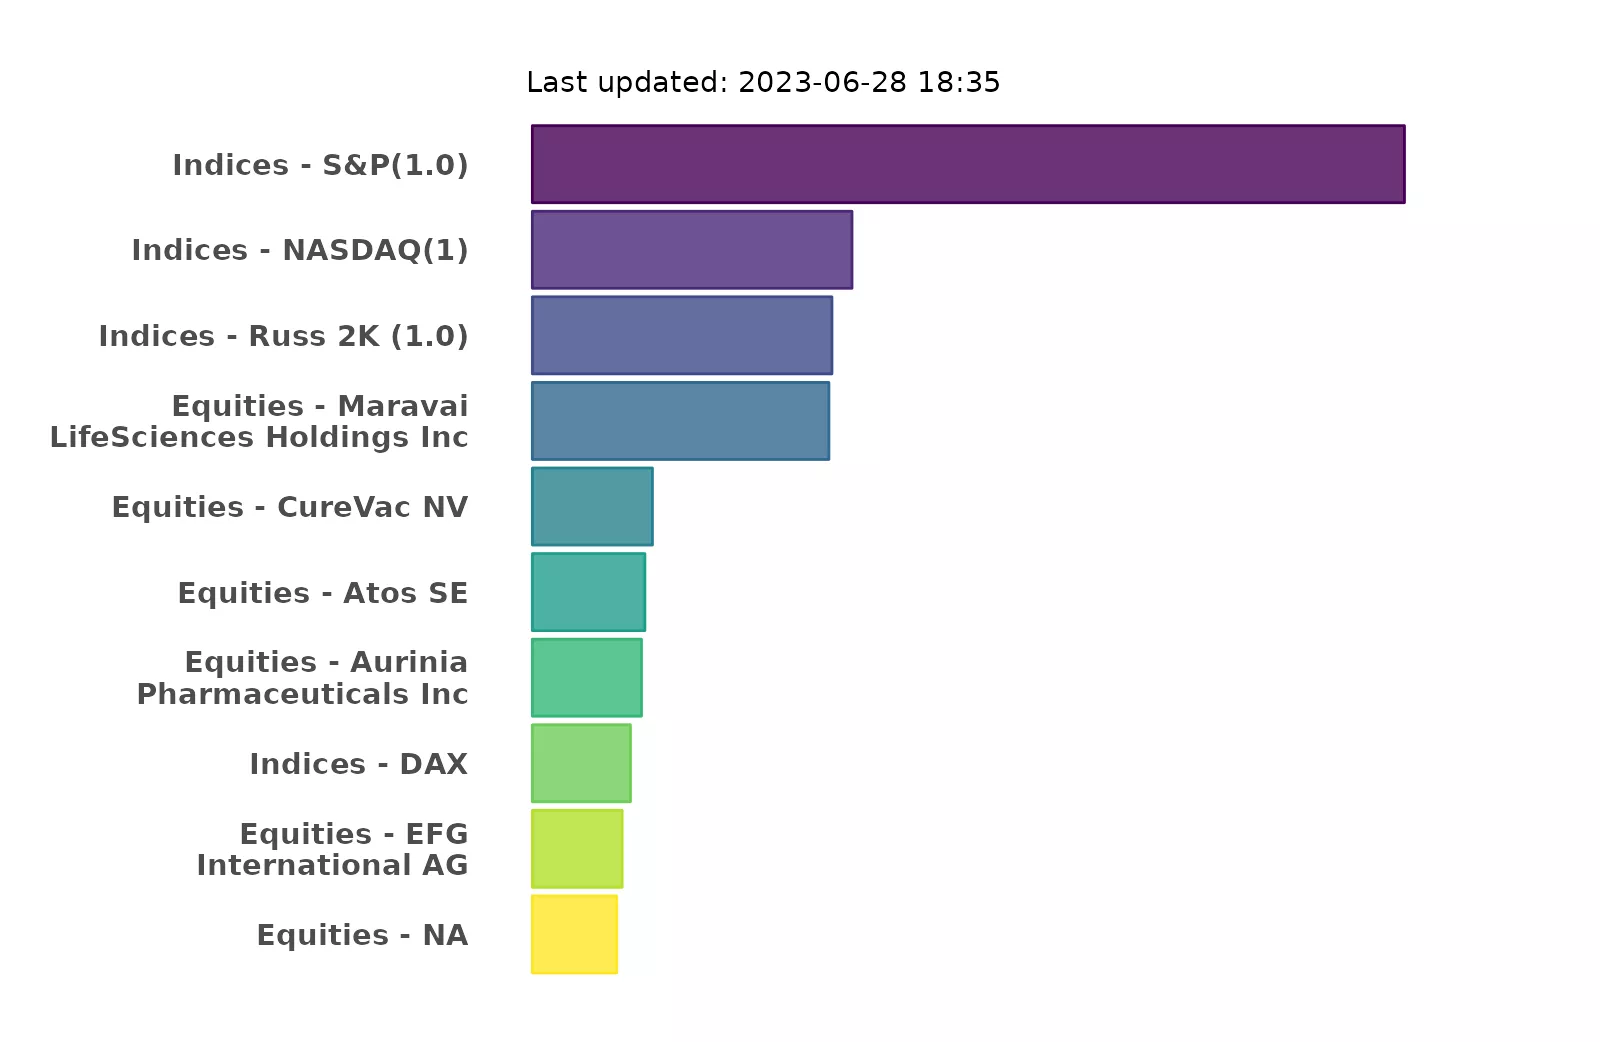 Last updated: 2023-06-28 18:35
Indices - S&P(1.0)
Indices - NASDAQ(1)
Indices - Russ 2K (1.0)
Equities - Maravai
LifeSciences Holdings Inc
Equities - CureVac NV
Equities - Atos SE
Equities - Aurinia
Pharmaceuticals Inc
Indices - DAX
Equities - EFG
International AG
Equities - NA